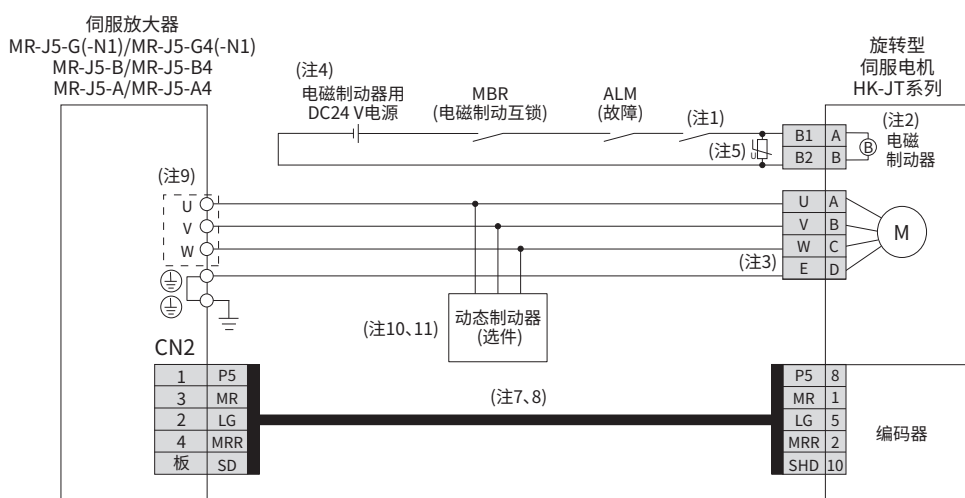 伺服放大器
MR-J5-G(-N1)/MR-J5-G4(-N1)
MR-J5-B/MR-J5-B4
MR-J5-A/MR-J5-A4
旋转型
伺服电机
HK-JT系列
(注4)
电磁制动器用
DC24 V电源
MBR
(电磁制动互锁)
ALM
(故障)
(注1)
(注5)
U
B1 A
B2 B
B
(注2)
电磁
制动器
(注9)
U
V
W
U A
V B
W C
E D
(注3)
M
(注10、11)
动态制动器
(选件)
CN2
1 P5
3 MR
2 LG
4 MRR
板 SD
(注7、8)
P5 8
MR 1
LG 5
MRR 2
SHD 10
编码器